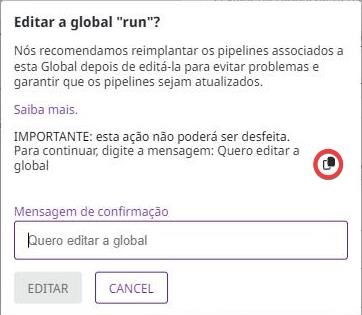 Editar a global "run"?
Nós recomendamos reimplantar os pipelines associados a
esta Global depois de editá-la para evitar problemas e
garantir que os pipelines sejam atualizados.
Saiba mais.
IMPORTANTE: esta ação não poderá ser desfeita.
Para continuar, digite a mensagem: Quero editar a
global
Mensagem de confirmação
Quero editar a global
EDITAR
CANCEL